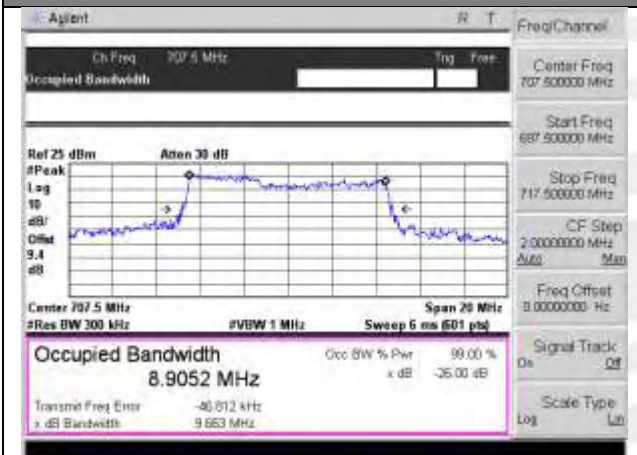 Agilent
R T
Ch Freq 707.5 MHz
Trig Free
Occupied Bandwidth
Ref 25 dBm
Atten 30 dB
#Peak
Log
10
dB/
Offst
9.4
dB
Center 707.5 MHz
Span 20 MHz
#Res BW 300 kHz
#VBW 1 MHz
Sweep 6 ms (601 pts)
Occupied Bandwidth
8.9052 MHz
Occ BW % Pwr 99.00 %
x dB -26.00 dB
Transmit Freq Error -46.812 kHz
x dB Bandwidth 9.663 MHz
Freq/Channel
Center Freq
707.500000 MHz
Start Freq
697.500000 MHz
Stop Freq
717.500000 MHz
CF Step
2.00000000 MHz
Auto Man
Freq Offset
0.00000000 Hz
Signal Track
On Off
Scale Type
Log Lin